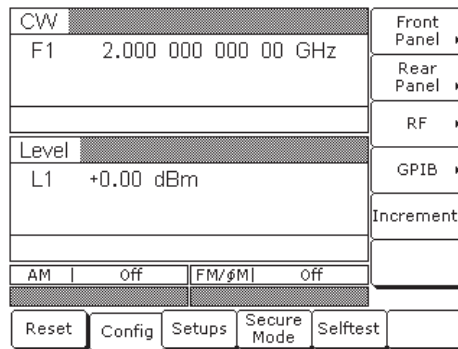 CW
F1 2.000 000 000 00 GHz
Level
L1 +0.00 dBm
AM | Off FM/ϕM| Off
Front
Panel
Rear
Panel
RF
GPIB
Increment
Reset Config Setups Secure
Mode Selftest